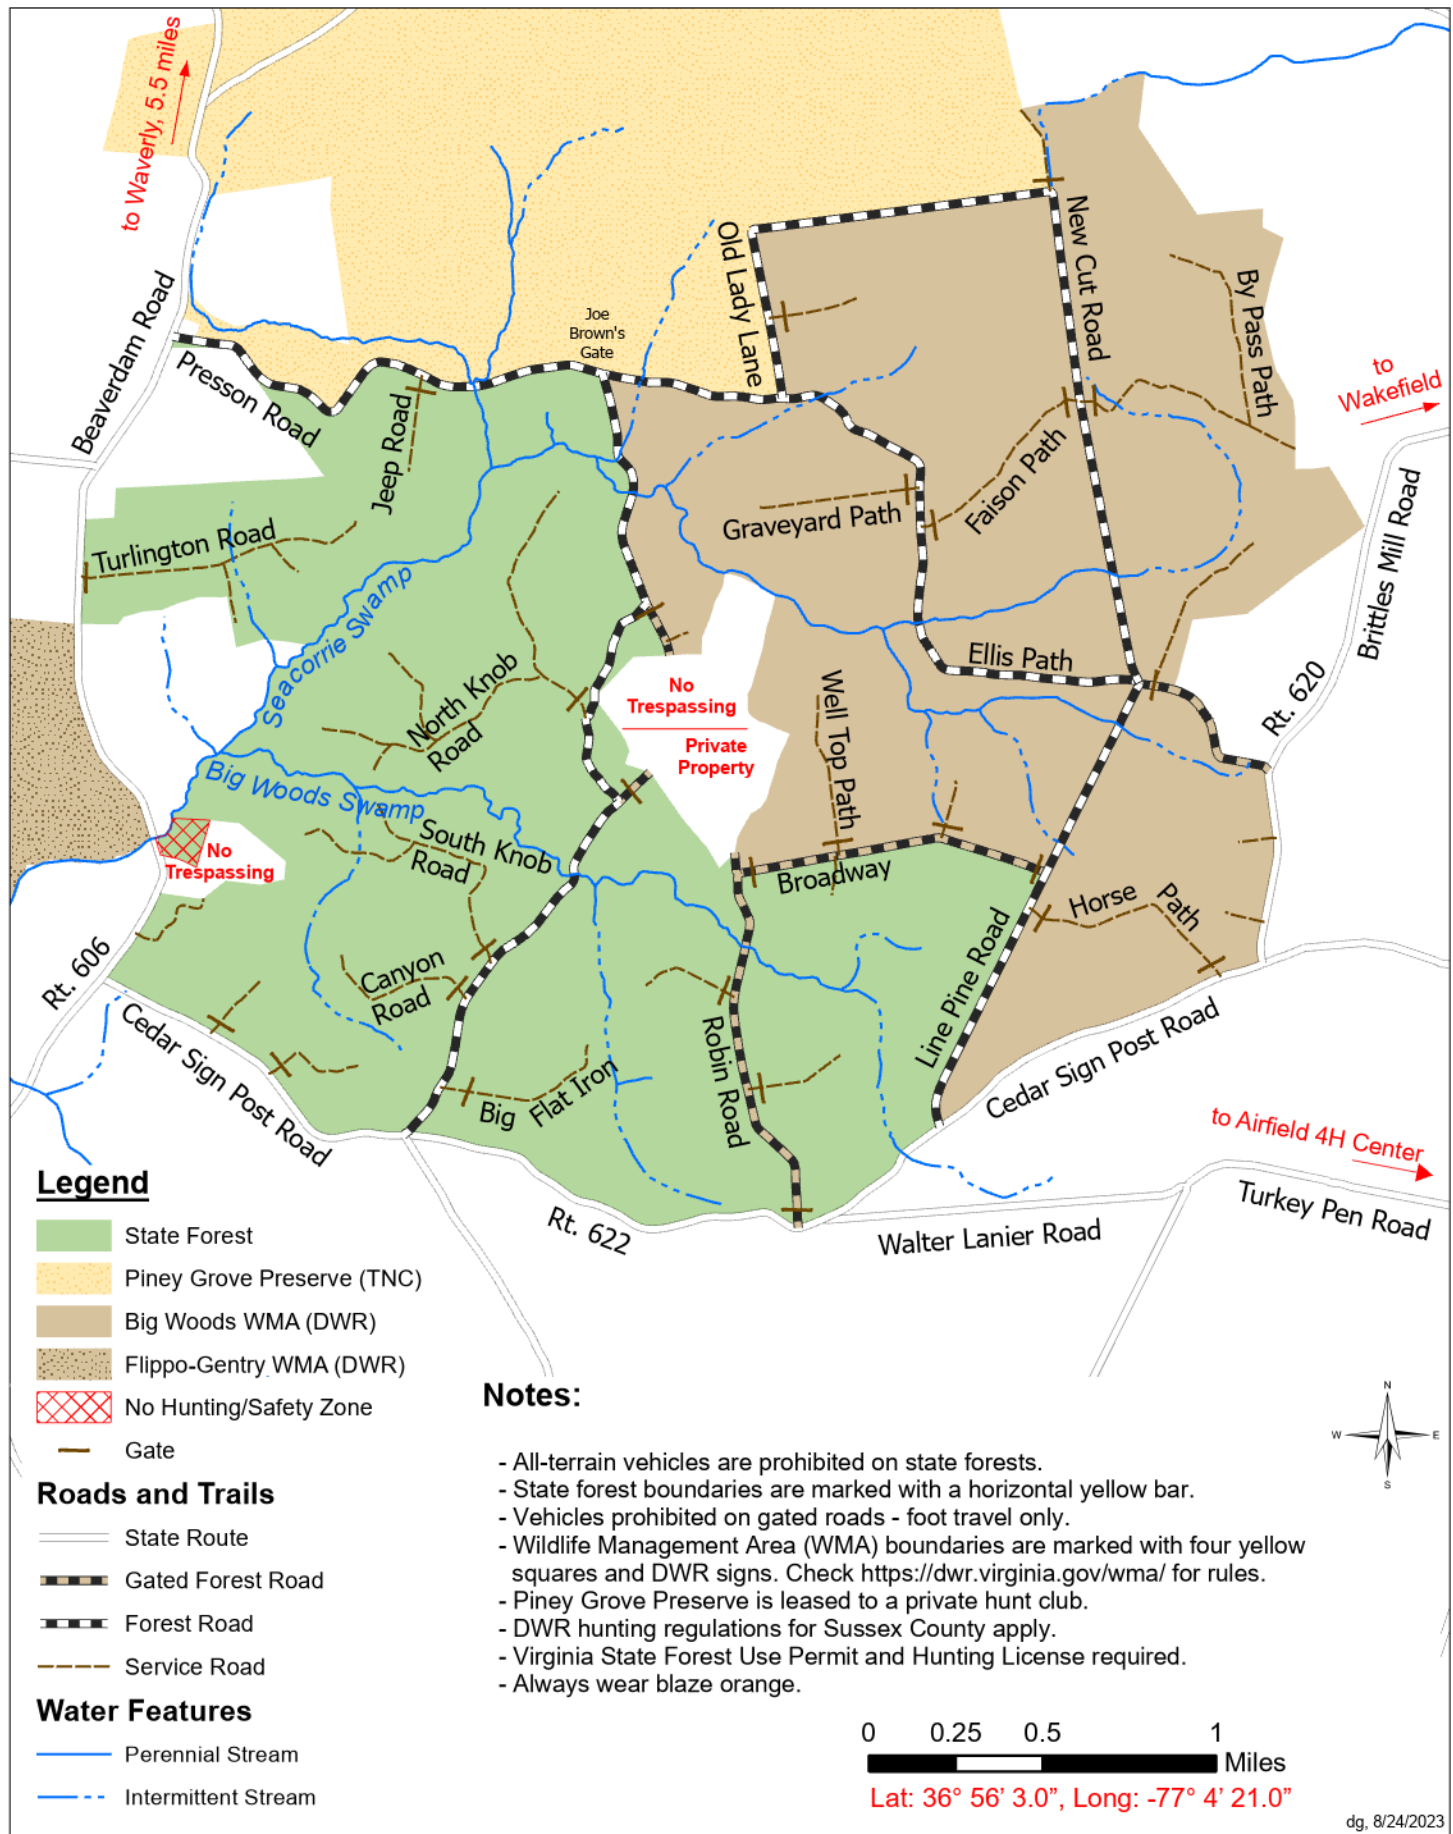 to Waverly, 5.5 miles
Beaverdam Road
Presson Road
Joe
Brown's
Gate
Old Lady Lane
New Cut Road
By Pass Path
to
Wakefield
Jeep Road
Turlington Road
Graveyard Path
Faison Path
Brittles Mill Road
Seacorrie Swamp
North Knob
Road
No
Trespassing
Private
Property
Ellis Path
Well Top Path
Rt. 620
Big Woods Swamp
South Knob
Road
No
Trespassing
Broadway
Horse Path
Rt. 606
Canyon
Road
Line Pine Road
Robin Road
Cedar Sign Post Road
Big Flat Iron
Cedar Sign Post Road
to Airfield 4H Center
Turkey Pen Road
Rt. 622
Walter Lanier Road
Legend
State Forest
Piney Grove Preserve (TNC)
Big Woods WMA (DWR)
Flippo-Gentry WMA (DWR)
No Hunting/Safety Zone
Gate
Roads and Trails
State Route
Gated Forest Road
Forest Road
Service Road
Water Features
Perennial Stream
Intermittent Stream
Notes:
- All-terrain vehicles are prohibited on state forests.
- State forest boundaries are marked with a horizontal yellow bar.
- Vehicles prohibited on gated roads - foot travel only.
- Wildlife Management Area (WMA) boundaries are marked with four yellow
squares and DWR signs. Check https://dwr.virginia.gov/wma/ for rules.
- Piney Grove Preserve is leased to a private hunt club.
- DWR hunting regulations for Sussex County apply.
- Virginia State Forest Use Permit and Hunting License required.
- Always wear blaze orange.
N
W E
S
0 0.25 0.5 1
Miles
Lat: 36° 56’ 3.0”, Long: -77° 4’ 21.0”
dg, 8/24/2023